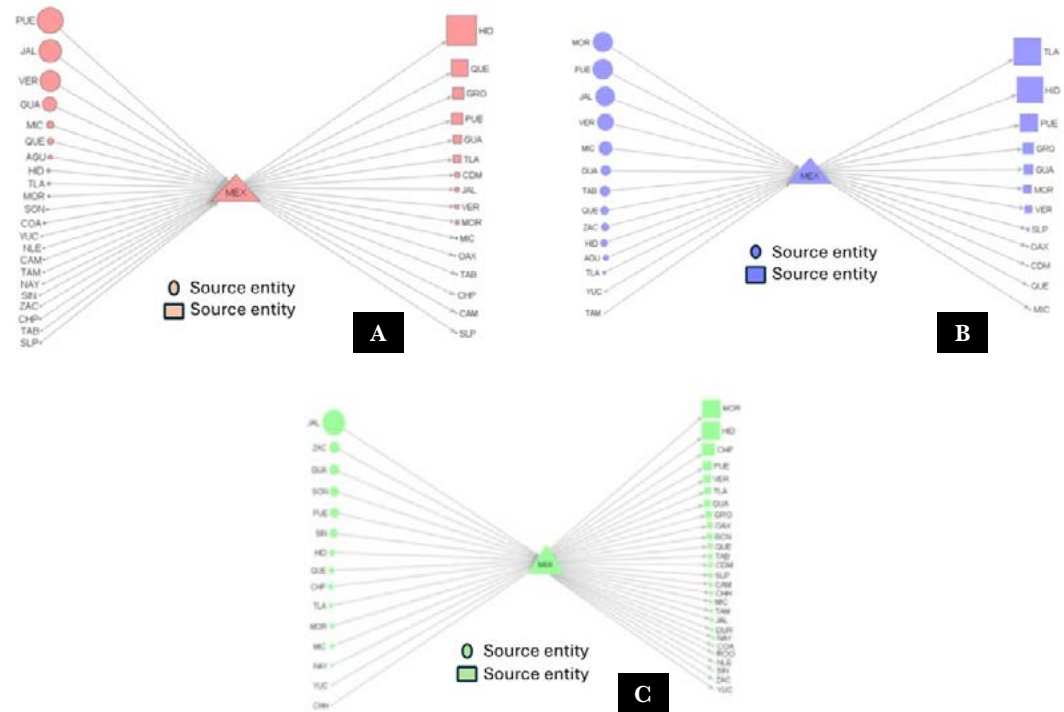 PUE
JAL
VER
GUA
MIC
QUE
AGU
HID
TLA
MOR
SON
COA
YUC
NLE
CAM
TAM
NAY
SIN
ZAC
CHP
TAB
SLP
MEX
HID
QUE
GRO
PUE
GUA
TLA
CDM
JAL
VER
MOR
MIC
OAX
TAB
CHP
CAM
SLP
Source entity
Source entity
A
MOR
PUE
JAL
VER
MIC
GUA
TAB
QUE
ZAC
HID
AGU
TLA
YUC
TAM
MEX
TLA
HID
PUE
GRO
GUA
MOR
VER
SLP
OAX
CDM
QUE
MIC
Source entity
Source entity
B
JAL
ZAC
GUA
SON
PUE
SIN
HID
QUE
CHP
TLA
MOR
MIC
NAY
YUC
CHH
MEX
MOR
HID
CHP
PUE
VER
TLA
GUA
GRO
OAX
BCN
QUE
TAB
CDM
SLP
CAM
CHH
MIC
TAM
JAL
DUR
NAY
COA
ROO
NLE
SIN
ZAC
YUC
Source entity
Source entity
C